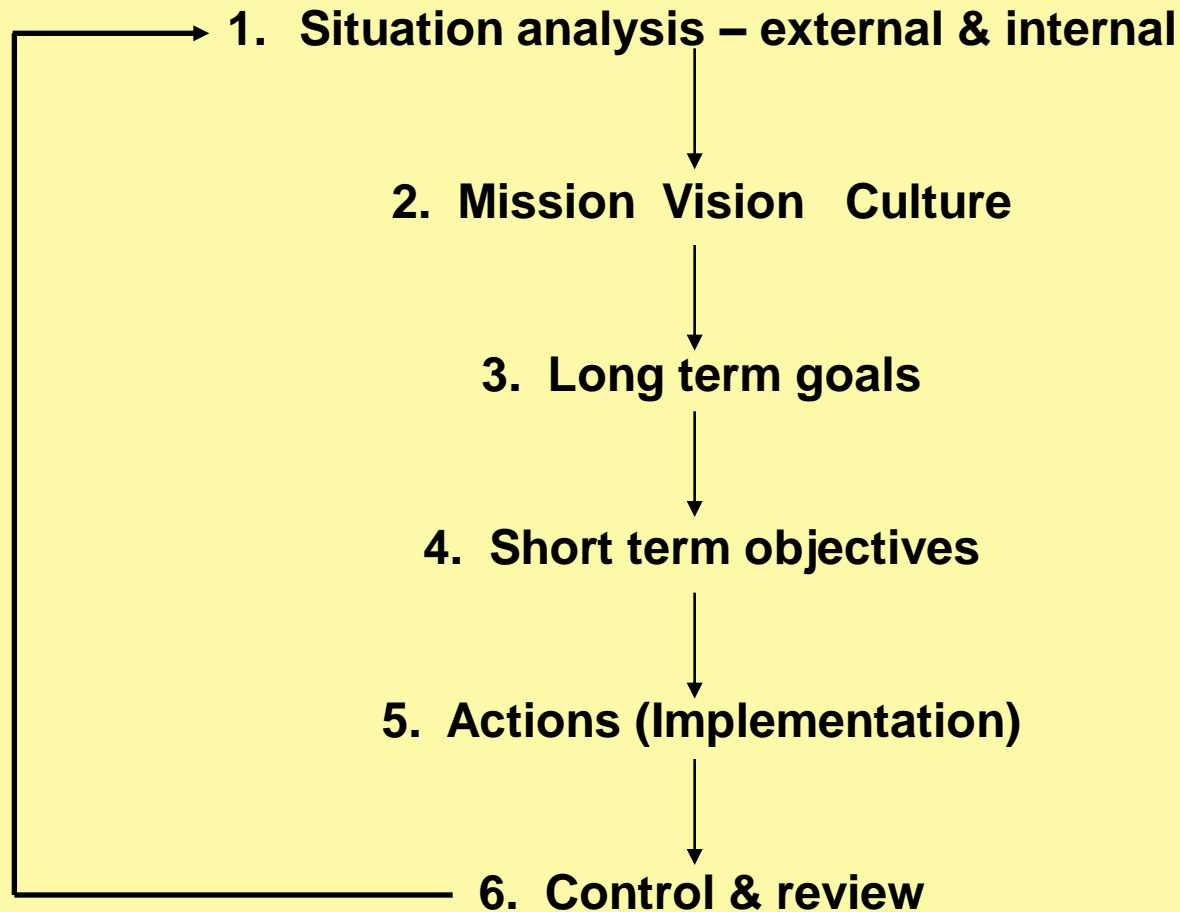 1. Situation analysis – external & internal
2. Mission Vision Culture
3. Long term goals
4. Short term objectives
5. Actions (Implementation)
6. Control & review